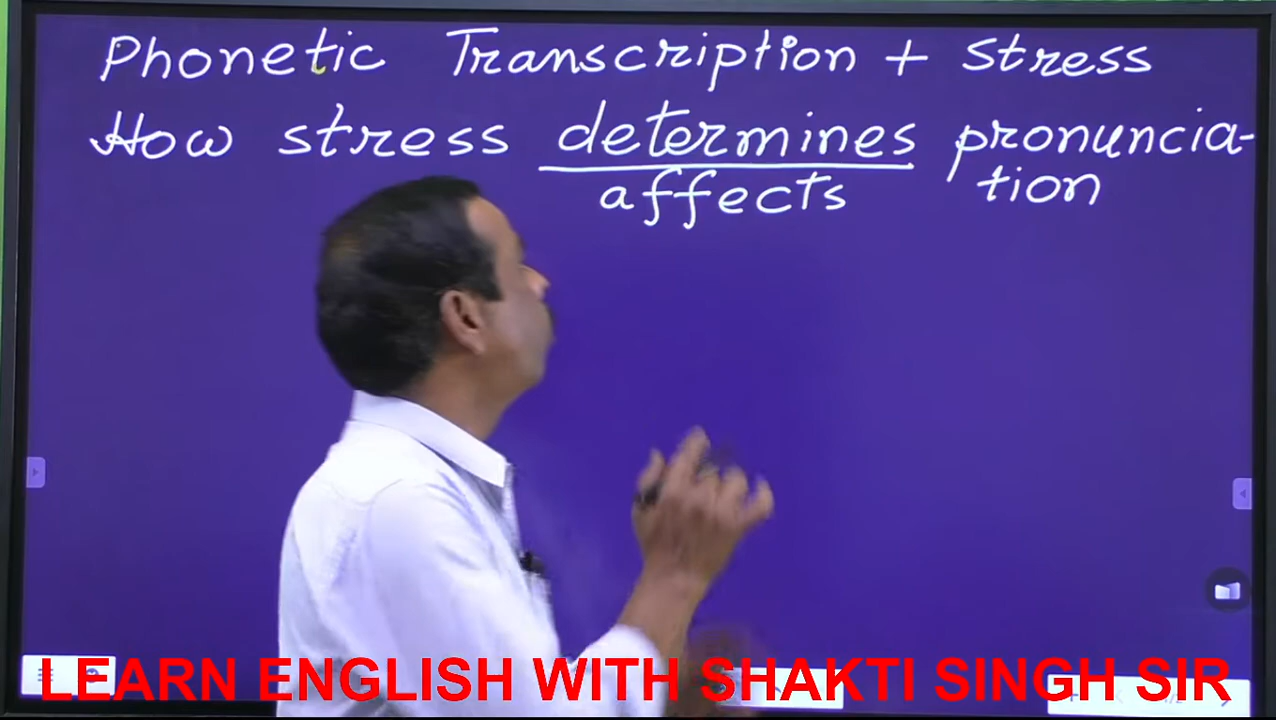 Phonetic Transcription + Stress
How stress determines pronuncia-
affects tion
LEARN ENGLISH WITH SHAKTI SINGH SIR